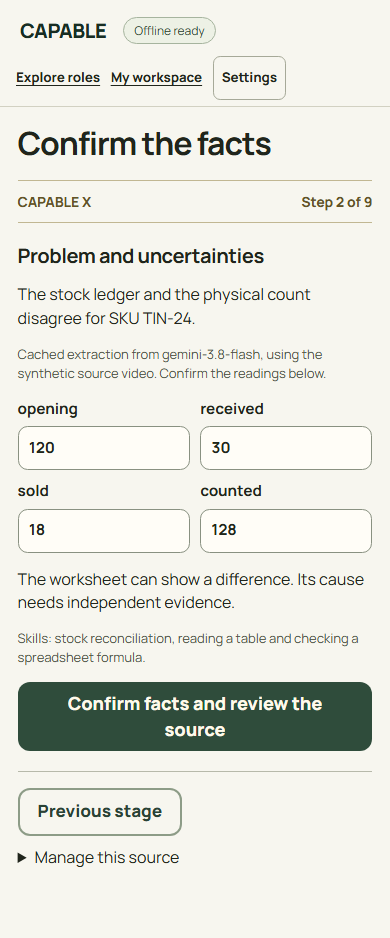 CAPABLE
Offline ready
Explore roles My workspace Settings
Confirm the facts
CAPABLE X Step 2 of 9
Problem and uncertainties
The stock ledger and the physical count
disagree for SKU TIN-24.
Cached extraction from gemini-3.8-flash, using the
synthetic source video. Confirm the readings below.
opening received
120 30
sold counted
18 128
The worksheet can show a difference. Its cause
needs independent evidence.
Skills: stock reconciliation, reading a table and checking a
spreadsheet formula.
Confirm facts and review the
source
Previous stage
Manage this source